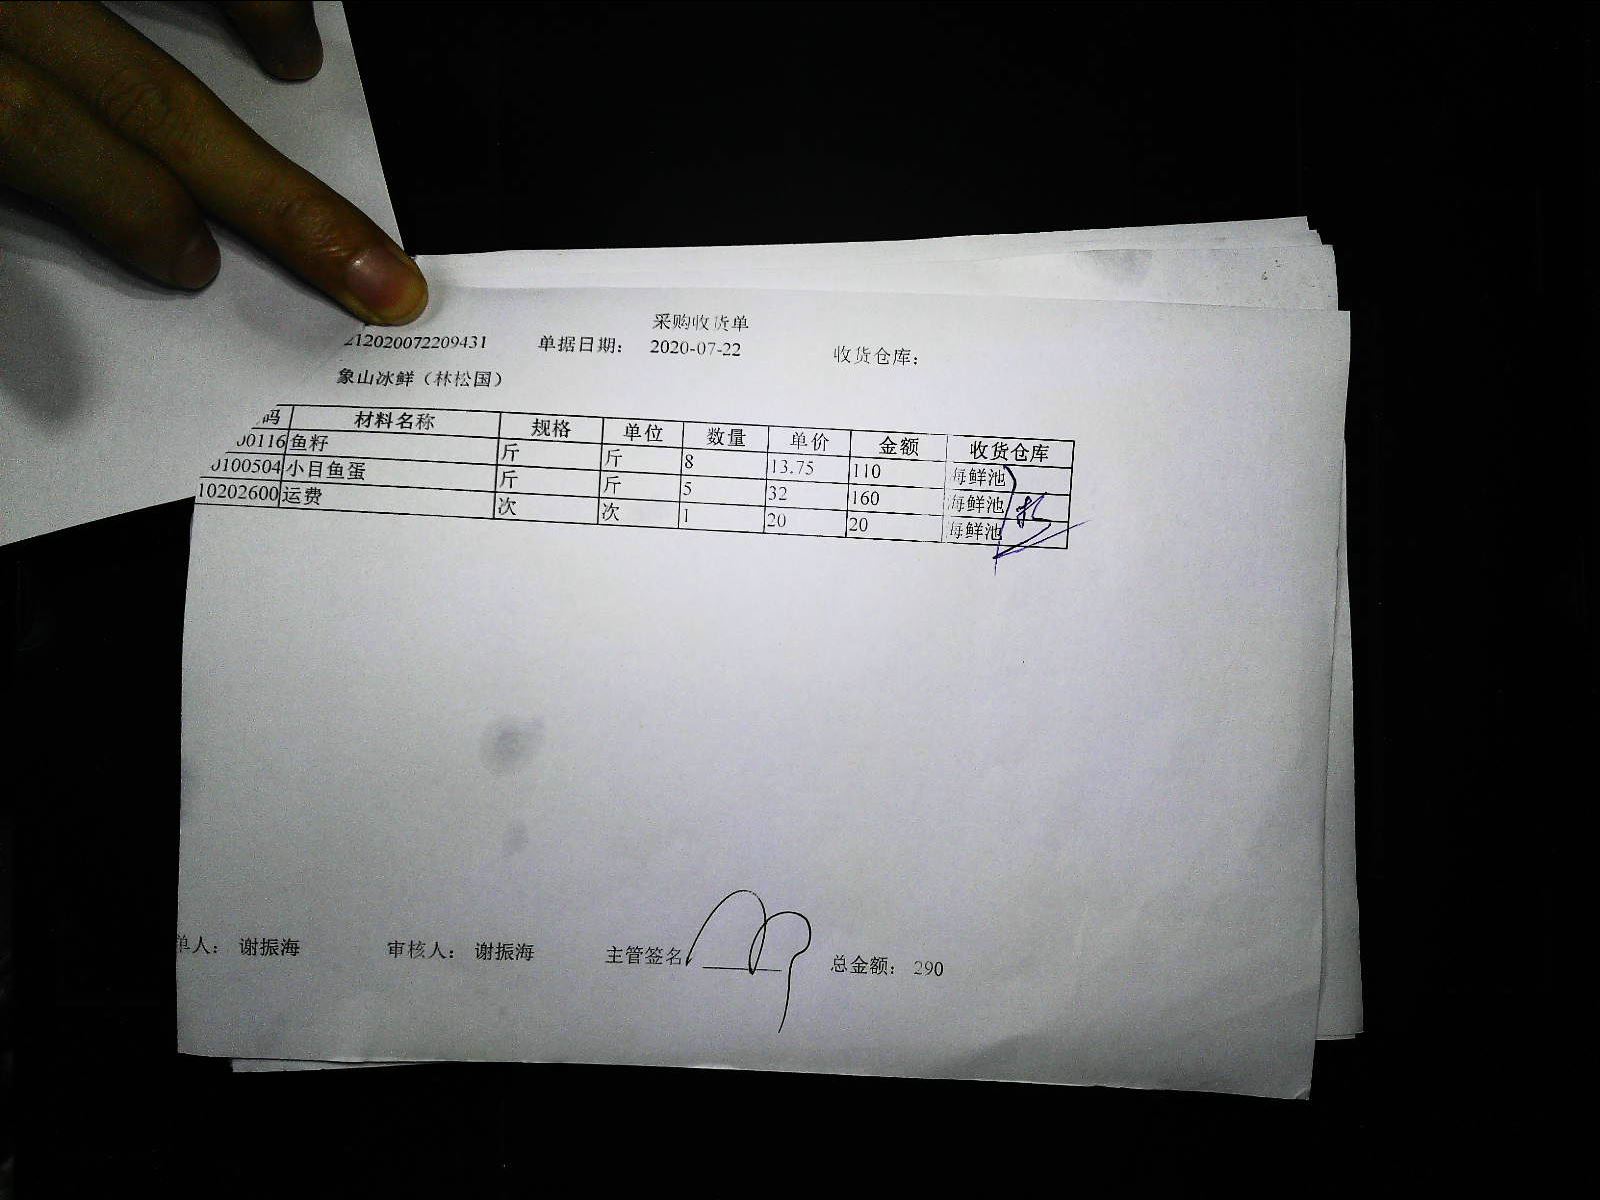 采购收货单
212020072209431 单据日期: 2020-07-22 收货仓库:
象山冰鲜（林松国）
码 材料名称 规格 单位 数量 单价 金额 收货仓库
00116 鱼籽 斤 斤 8 13.75 110 海鲜池
0100504 小目鱼蛋 斤 斤 5 32 160 海鲜池
10202600 运费 次 次 1 20 20 海鲜池
单人: 谢振海 审核人: 谢振海 主管签名 总金额: 290